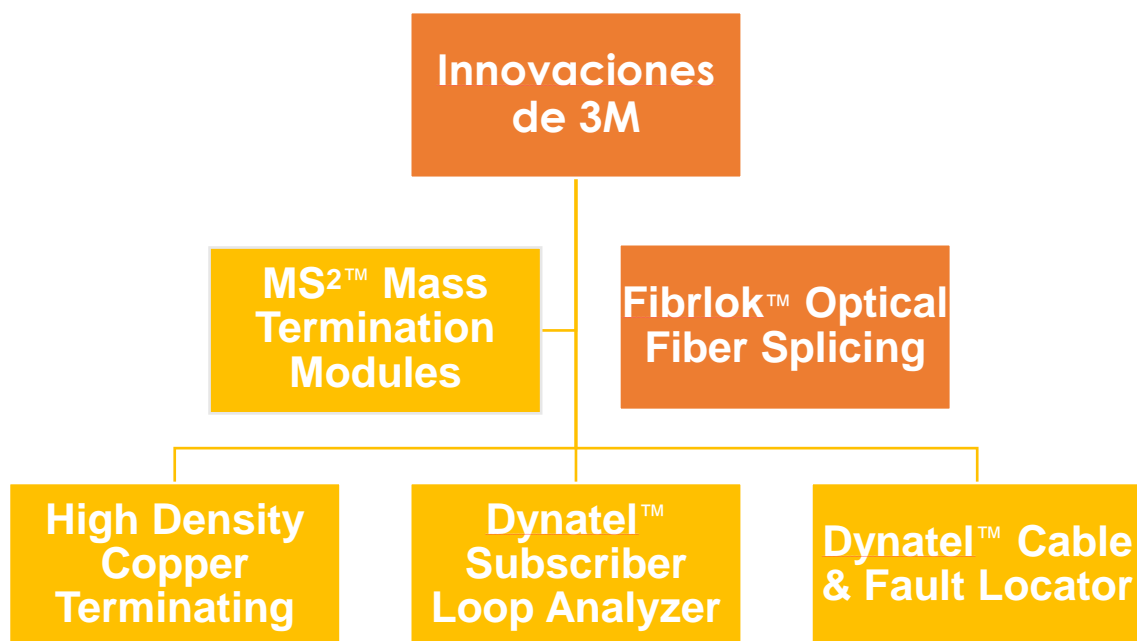 Innovaciones
de 3M
MS²™ Mass
Termination
Modules
Fibrlok™ Optical
Fiber Splicing
High Density
Copper
Terminating
Dynatel™
Subscriber
Loop Analyzer
Dynatel™ Cable
& Fault Locator